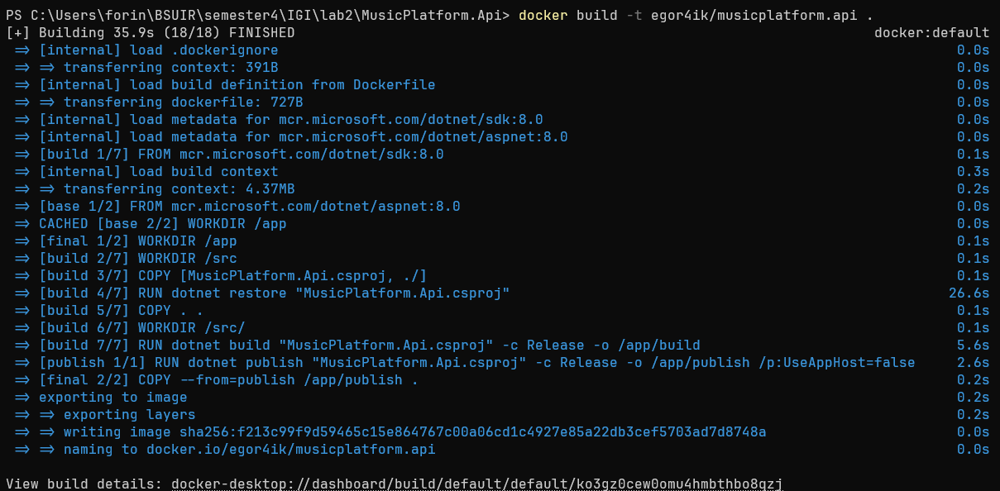 PS C:\Users\forin\BSUIR\semester4\IGI\lab2\MusicPlatform.Api> docker build -t egor4ik/musicplatform.api .
[+] Building 35.9s (18/18) FINISHED docker:default
=> [internal] load .dockerignore 0.0s
=> => transferring context: 391B 0.0s
=> [internal] load build definition from Dockerfile 0.0s
=> => transferring dockerfile: 727B 0.0s
=> [internal] load metadata for mcr.microsoft.com/dotnet/sdk:8.0 0.0s
=> [internal] load metadata for mcr.microsoft.com/dotnet/aspnet:8.0 0.0s
=> [build 1/7] FROM mcr.microsoft.com/dotnet/sdk:8.0 0.1s
=> [internal] load build context 0.3s
=> => transferring context: 4.37MB 0.2s
=> [base 1/2] FROM mcr.microsoft.com/dotnet/aspnet:8.0 0.0s
=> CACHED [base 2/2] WORKDIR /app 0.0s
=> [final 1/2] WORKDIR /app 0.1s
=> [build 2/7] WORKDIR /src 0.1s
=> [build 3/7] COPY [MusicPlatform.Api.csproj, ./] 0.1s
=> [build 4/7] RUN dotnet restore "MusicPlatform.Api.csproj" 26.6s
=> [build 5/7] COPY . . 0.1s
=> [build 6/7] WORKDIR /src/ 0.1s
=> [build 7/7] RUN dotnet build "MusicPlatform.Api.csproj" -c Release -o /app/build 5.6s
=> [publish 1/1] RUN dotnet publish "MusicPlatform.Api.csproj" -c Release -o /app/publish /p:UseAppHost=false 2.6s
=> [final 2/2] COPY --from=publish /app/publish . 0.2s
=> exporting to image 0.2s
=> => exporting layers 0.2s
=> => writing image sha256:f213c99f9d59465c15e864767c00a06cd1c4927e85a22db3cef5703ad7d8748a 0.0s
=> => naming to docker.io/egor4ik/musicplatform.api 0.0s
View build details: docker-desktop://dashboard/build/default/default/ko3gz0cew0omu4hmbthbo8qzj